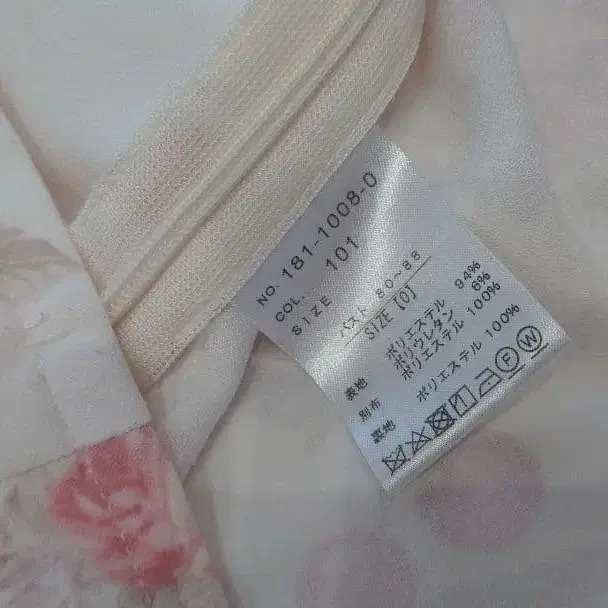 NO. 181-1008-0
COL. 101
SIZE
バスト 80~88
SIZE [0]
表地 ポリエステル 94%
ポリウレタン 6%
別布 ポリエステル 100%
裏地 ポリエステル 100%
F W